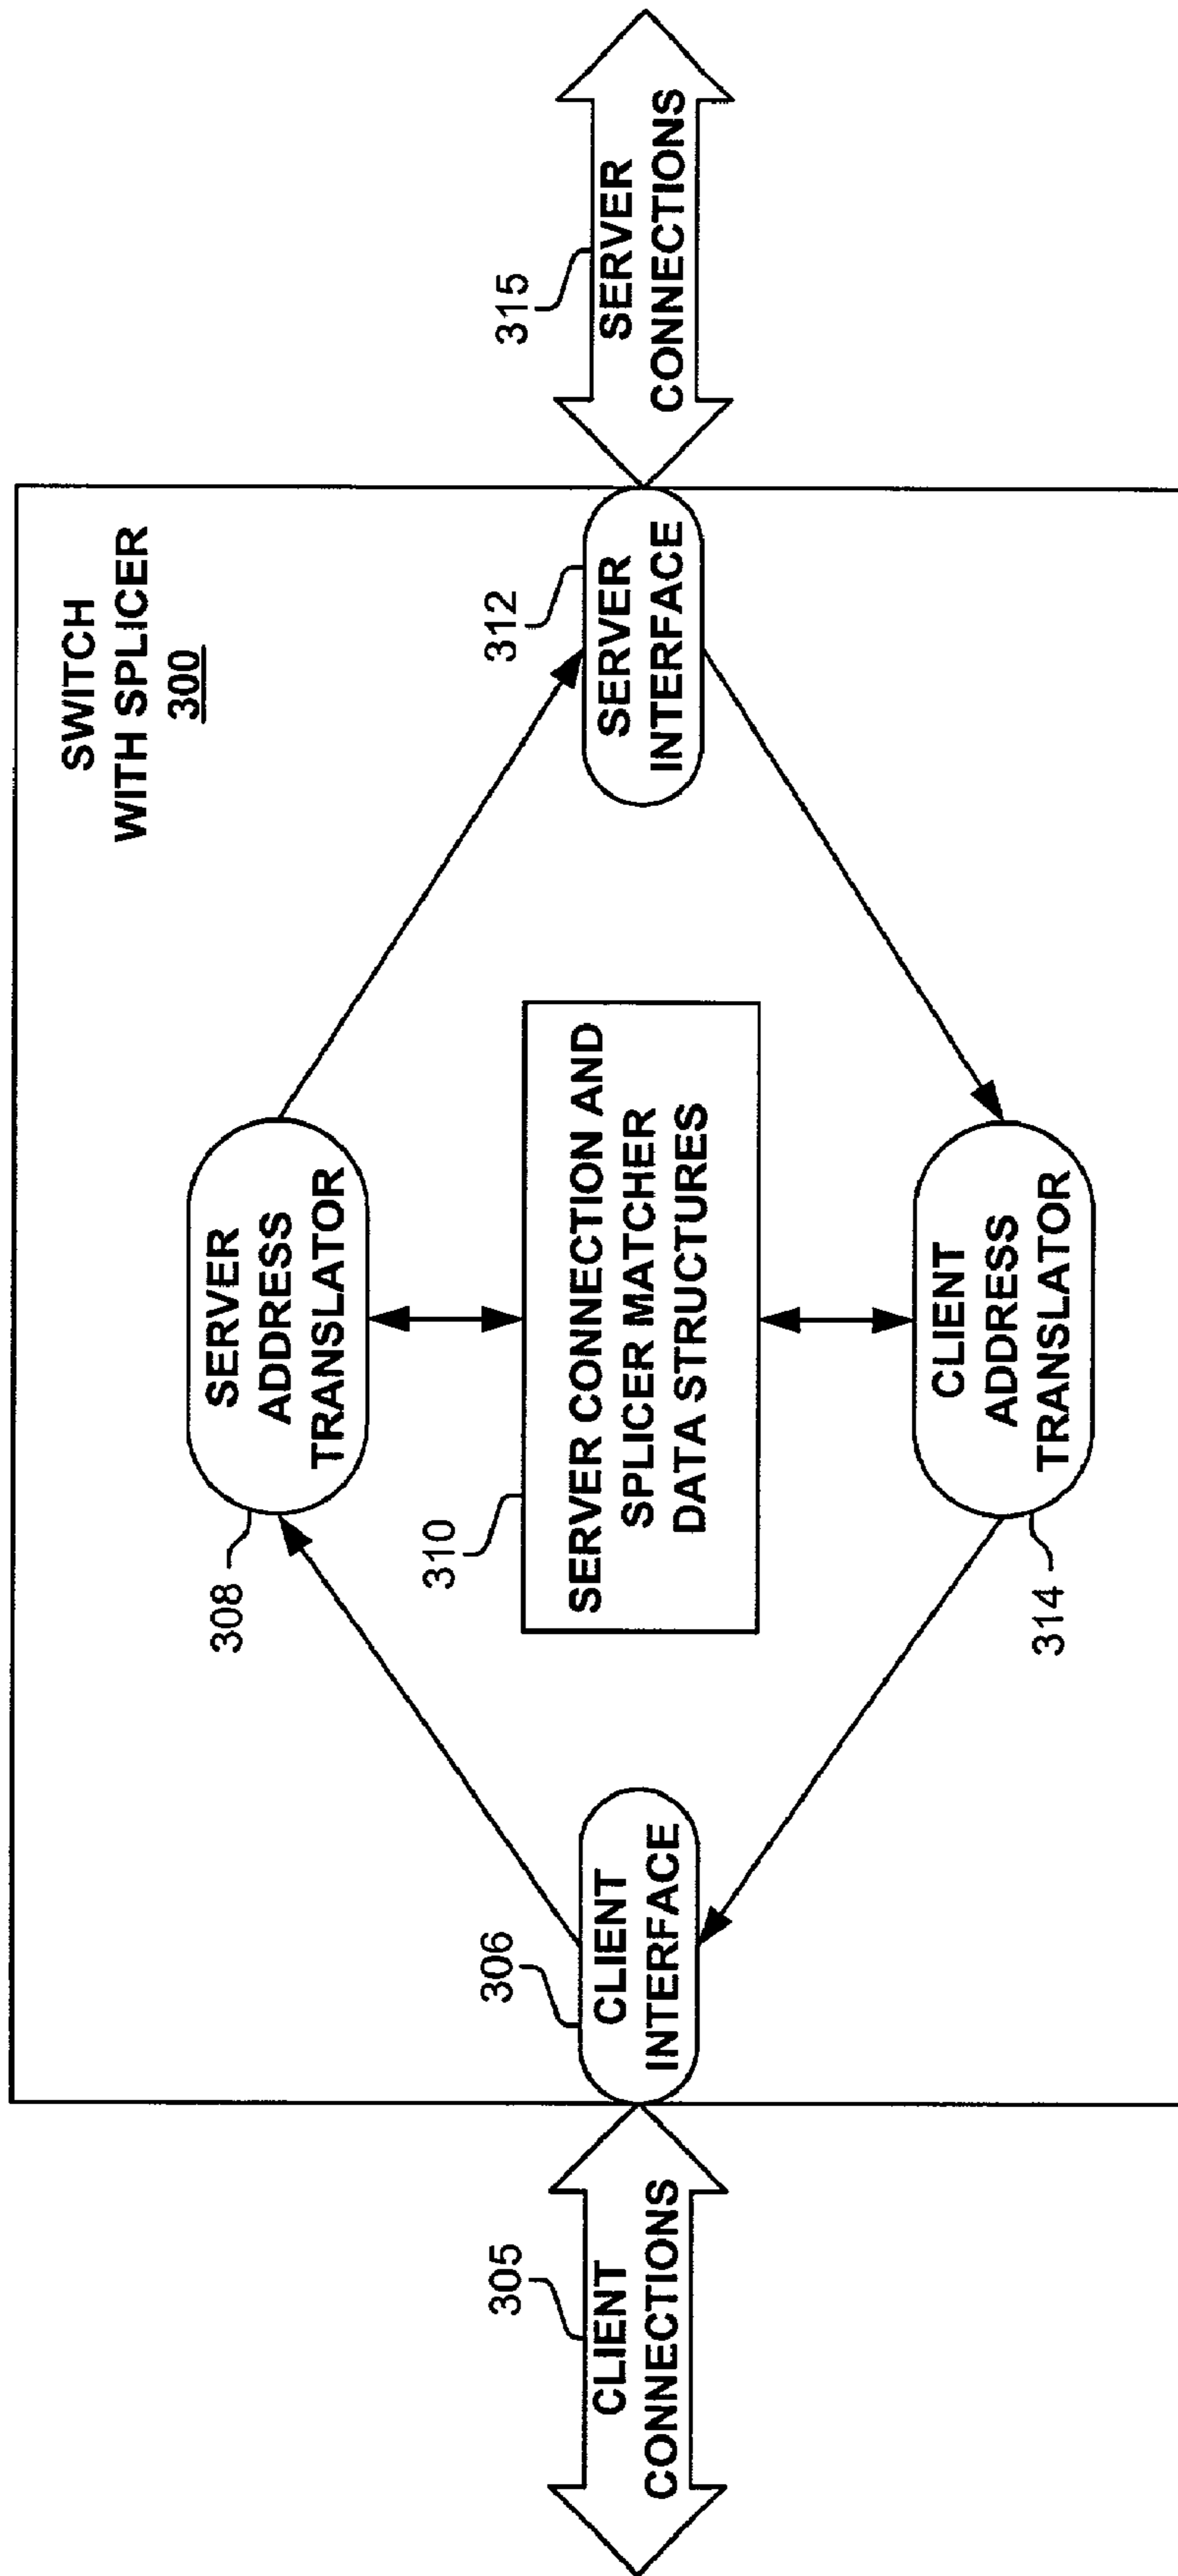 SWITCH
WITH SPLICER
300
308
SERVER
ADDRESS
TRANSLATOR
305
CLIENT
CONNECTIONS
306
CLIENT
INTERFACE
310
SERVER CONNECTION AND
SPLICER MATCHER
DATA STRUCTURES
312
SERVER
INTERFACE
315
SERVER
CONNECTIONS
314
CLIENT
ADDRESS
TRANSLATOR